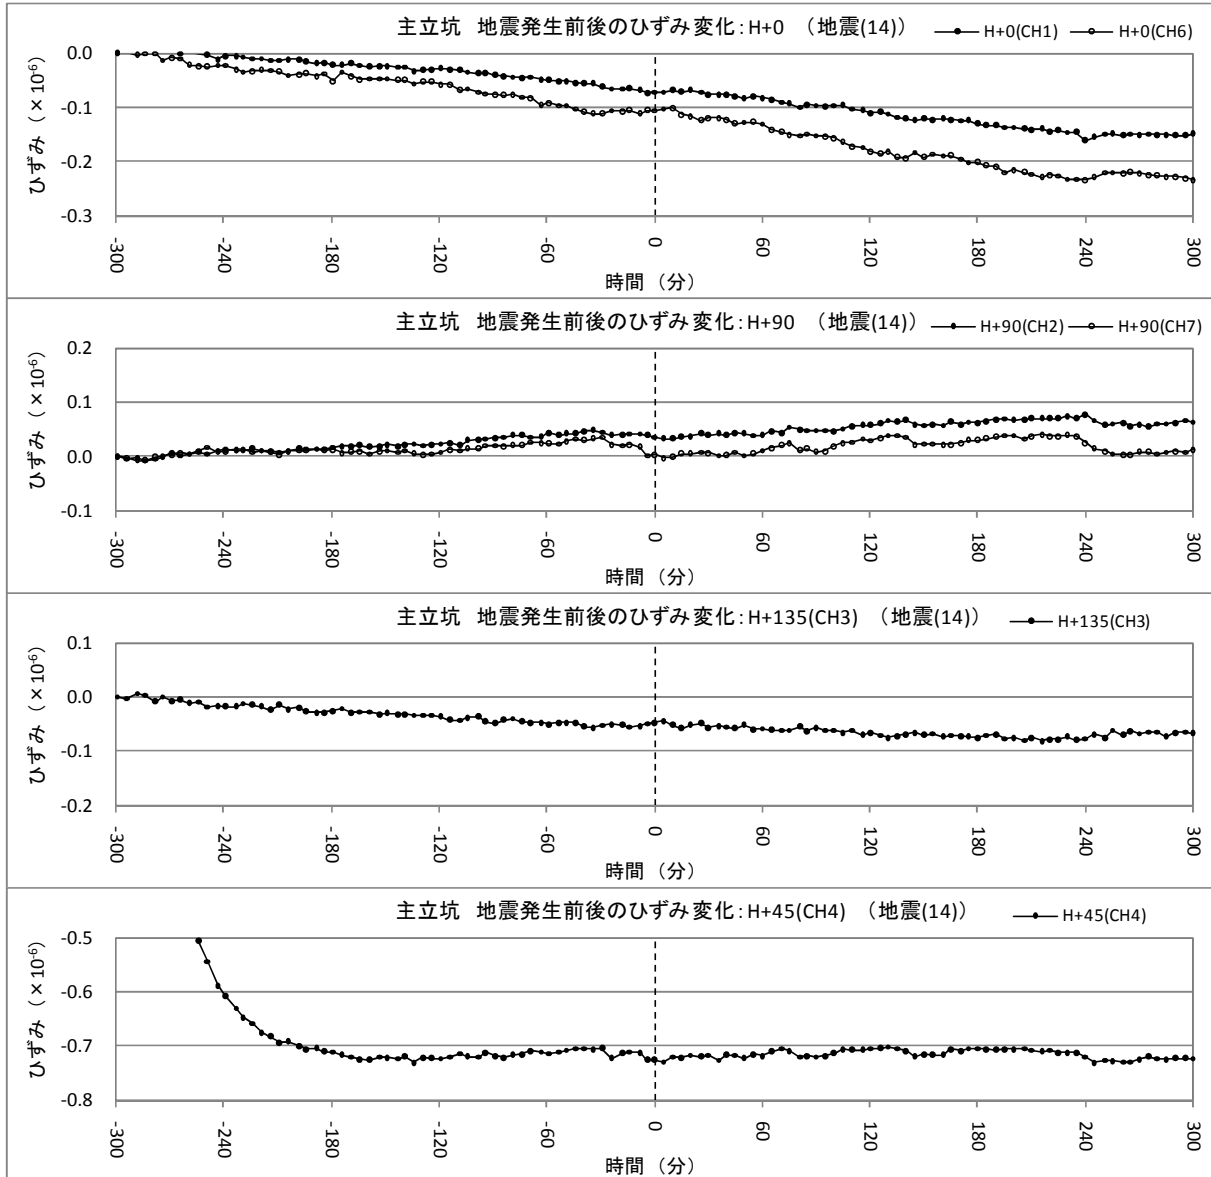 主立坑　地震発生前後のひずみ変化：H+0　（地震(14)）　H+0(CH1)　H+0(CH6)
ひずみ（×10⁻⁶）
0.0
-0.1
-0.2
-0.3
-300 -240 -180 -120 -60 0 60 120 180 240 300
時間（分）
主立坑　地震発生前後のひずみ変化：H+90　（地震(14)）　H+90(CH2)　H+90(CH7)
ひずみ（×10⁻⁶）
0.2
0.1
0.0
-0.1
-300 -240 -180 -120 -60 0 60 120 180 240 300
時間（分）
主立坑　地震発生前後のひずみ変化：H+135(CH3)　（地震(14)）　H+135(CH3)
ひずみ（×10⁻⁶）
0.1
0.0
-0.1
-0.2
-300 -240 -180 -120 -60 0 60 120 180 240 300
時間（分）
主立坑　地震発生前後のひずみ変化：H+45(CH4)　（地震(14)）　H+45(CH4)
ひずみ（×10⁻⁶）
-0.5
-0.6
-0.7
-0.8
-300 -240 -180 -120 -60 0 60 120 180 240 300
時間（分）